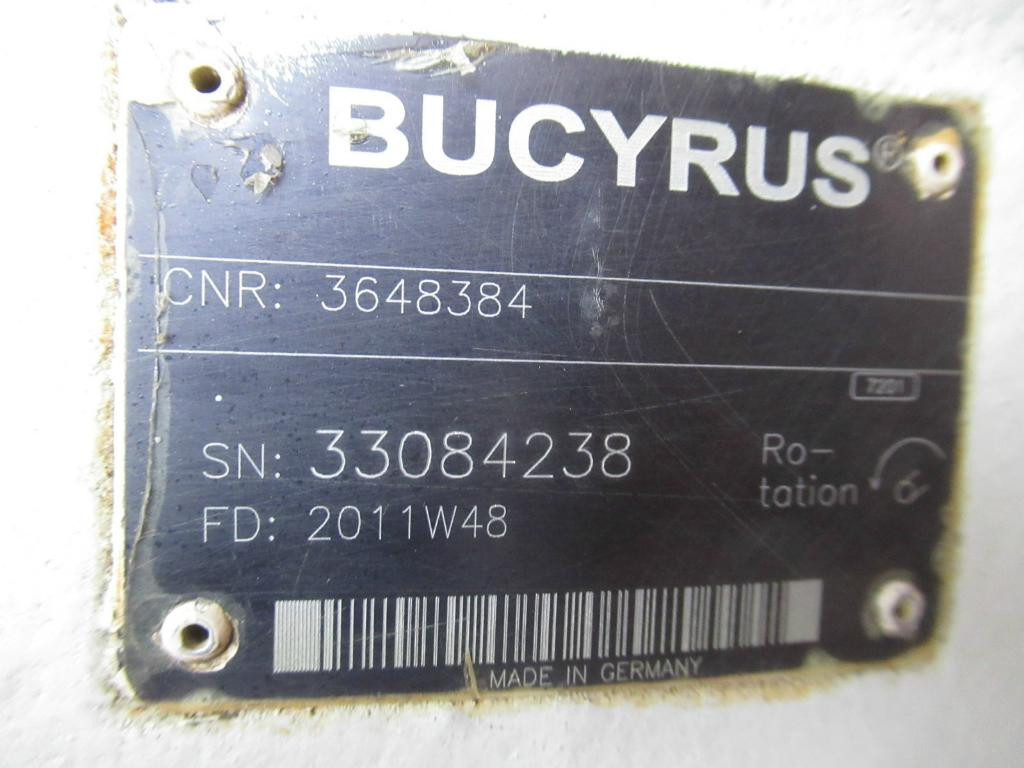 BUCYRUS®
CNR: 3648384
7201
SN: 33084238
Ro-
tation
FD: 2011W48
MADE IN GERMANY